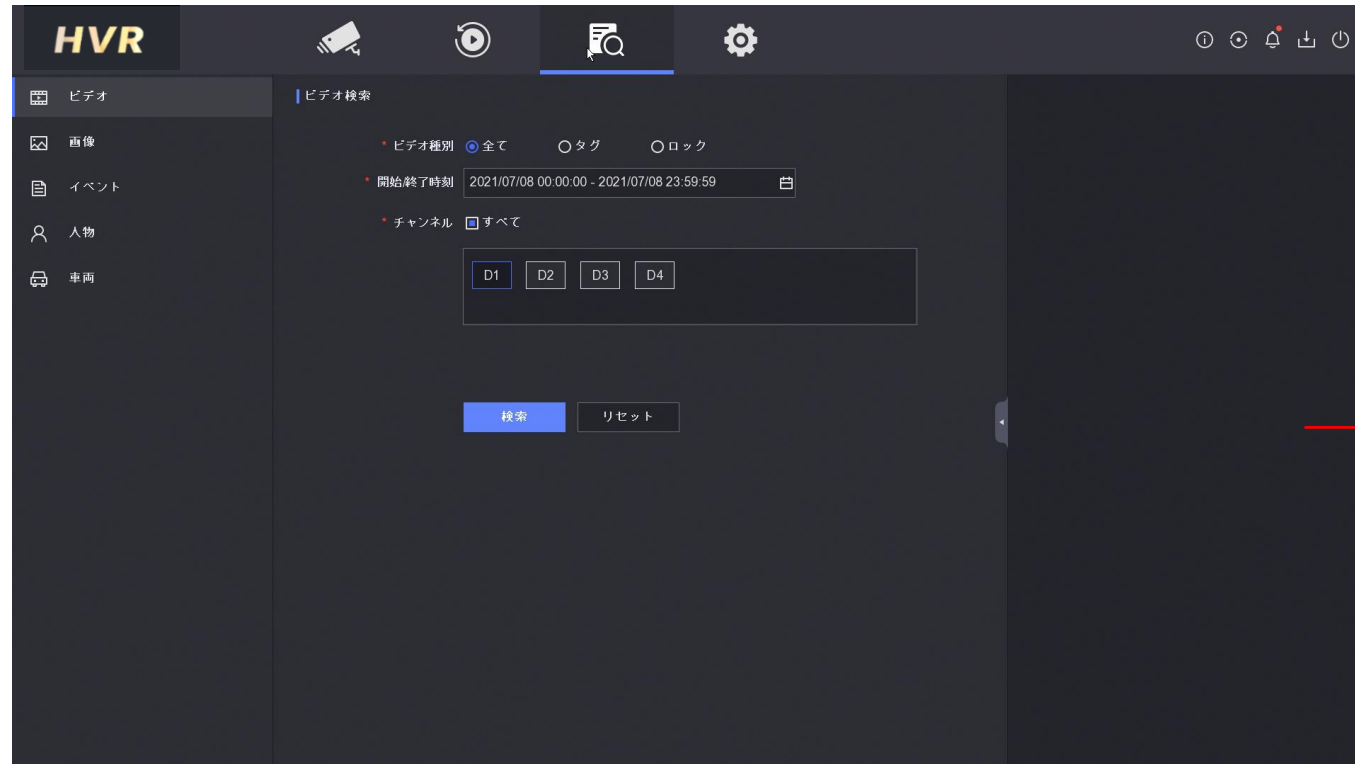 HVR
ビデオ
画像
イベント
人物
車両
ビデオ検索
* ビデオ種別 全て タグ ロック
* 開始/終了時刻 2021/07/08 00:00:00 - 2021/07/08 23:59:59
* チャンネル すべて
D1 D2 D3 D4
検索 リセット